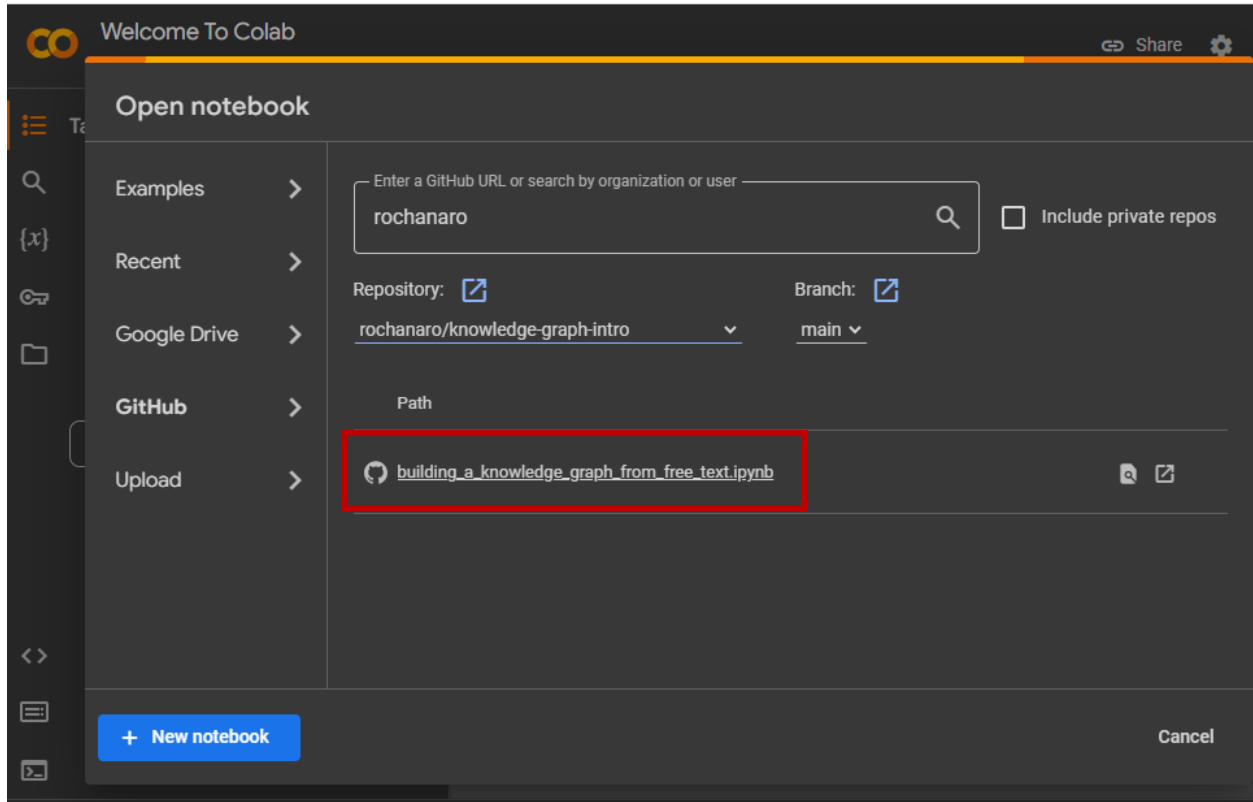 Welcome To Colab
Share
Open notebook
Ta
Examples
Recent
Google Drive
GitHub
Upload
Enter a GitHub URL or search by organization or user
rochanaro
Include private repos
Repository:
Branch:
rochanaro/knowledge-graph-intro
main
Path
building_a_knowledge_graph_from_free_text.ipynb
{x}
+ New notebook
Cancel